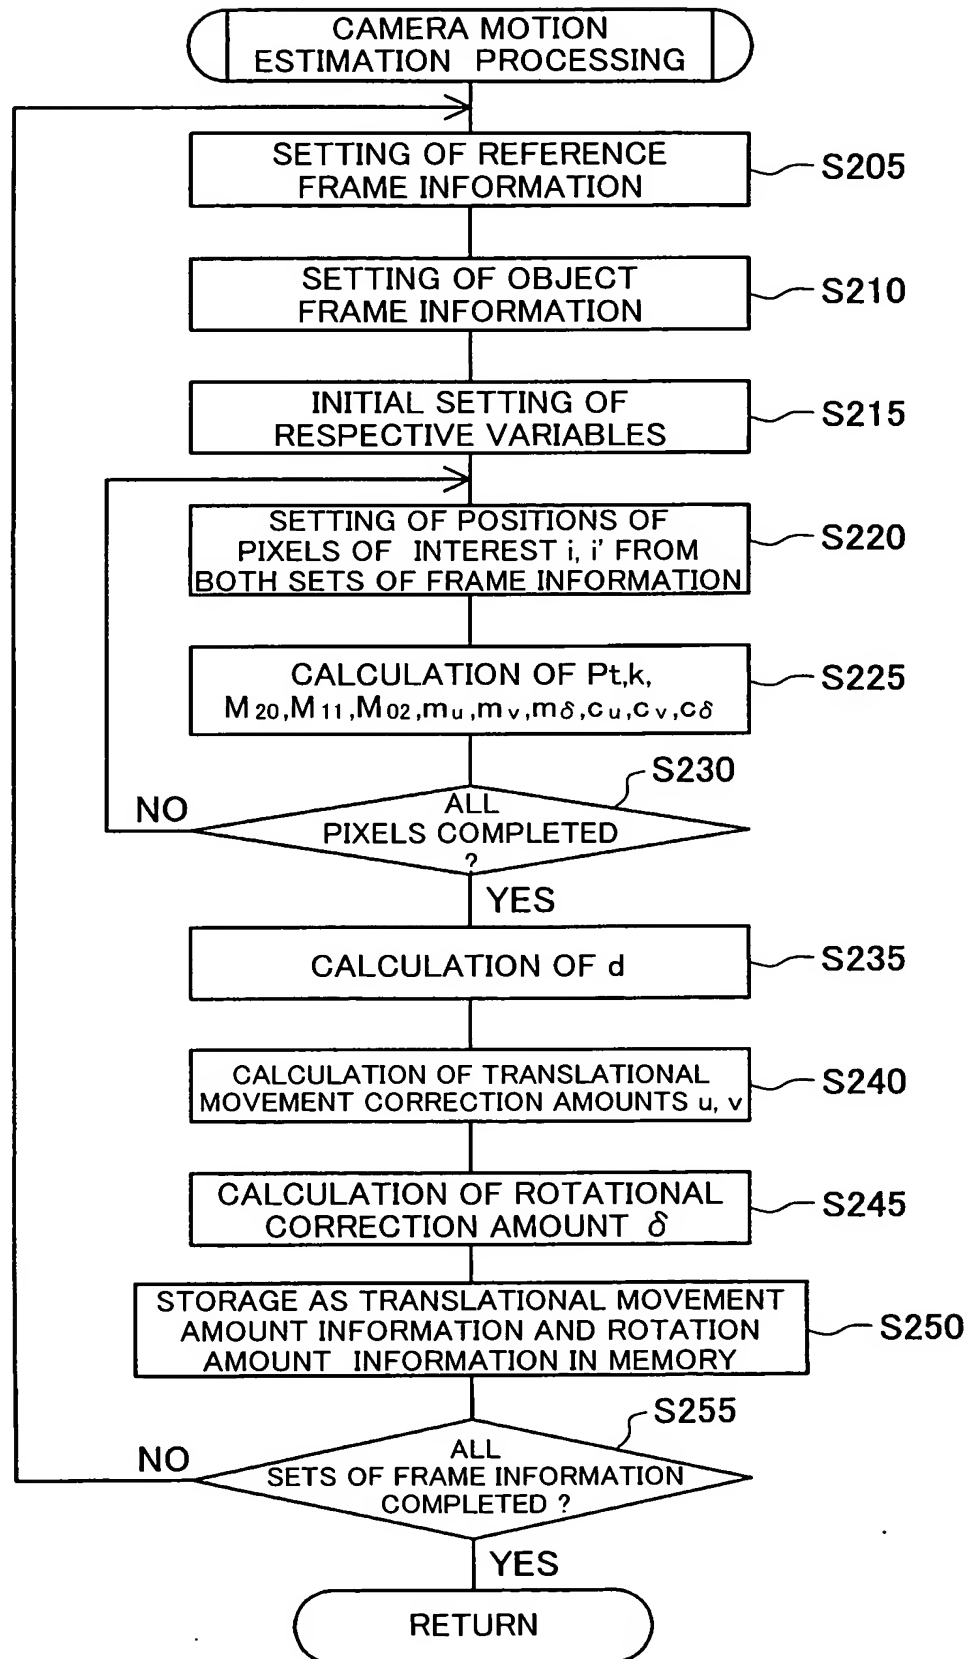 CAMERA MOTION
ESTIMATION PROCESSING
SETTING OF REFERENCE
FRAME INFORMATION
S205
SETTING OF OBJECT
FRAME INFORMATION
S210
INITIAL SETTING OF
RESPECTIVE VARIABLES
S215
SETTING OF POSITIONS OF
PIXELS OF INTEREST i, i' FROM
BOTH SETS OF FRAME INFORMATION
S220
CALCULATION OF Pt,k,
M20,M11,M02,mu,mv,mδ,cu,cv,cδ
S225
S230
NO
ALL
PIXELS COMPLETED
?
YES
CALCULATION OF d
S235
CALCULATION OF TRANSLATIONAL
MOVEMENT CORRECTION AMOUNTS u, v
S240
CALCULATION OF ROTATIONAL
CORRECTION AMOUNT δ
S245
STORAGE AS TRANSLATIONAL MOVEMENT
AMOUNT INFORMATION AND ROTATION
AMOUNT INFORMATION IN MEMORY
S250
S255
NO
ALL
SETS OF FRAME INFORMATION
COMPLETED ?
YES
RETURN